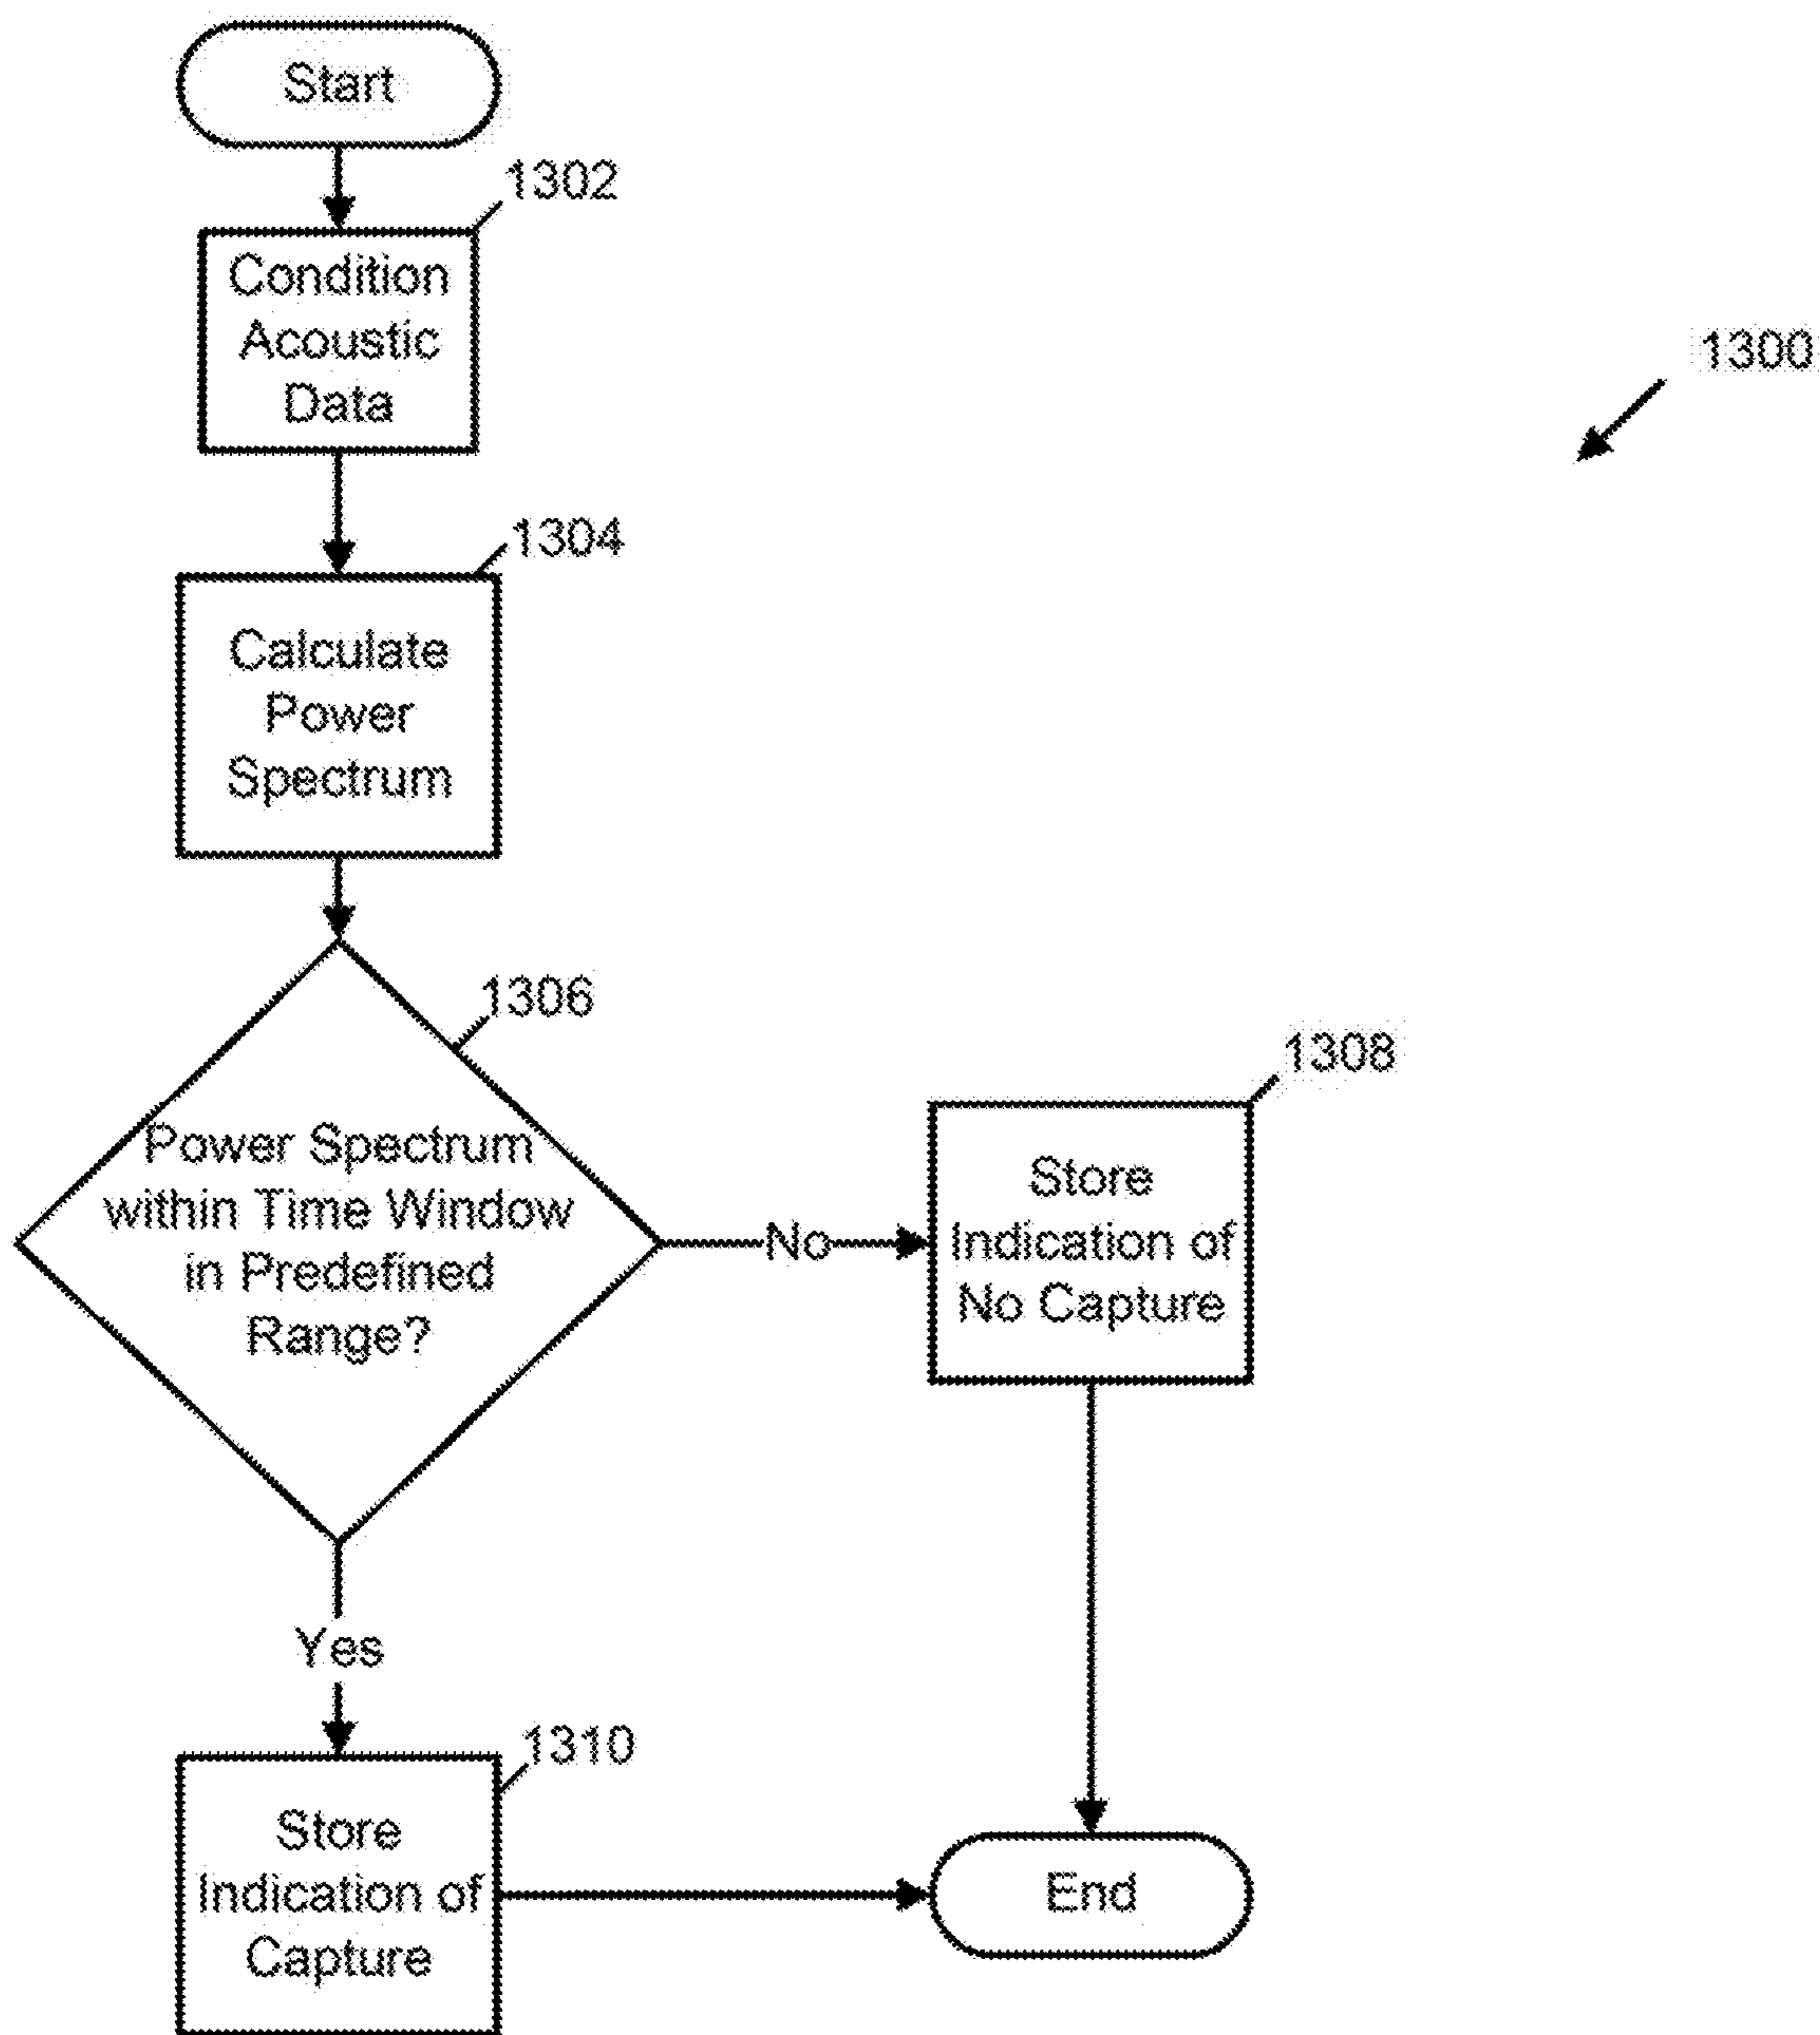 Start
1302
Condition
Acoustic
Data
1300
1304
Calculate
Power
Spectrum
1306
Power Spectrum
within Time Window
in Predefined
Range?
No
1308
Store
Indication of
No Capture
Yes
1310
Store
Indication of
Capture
End